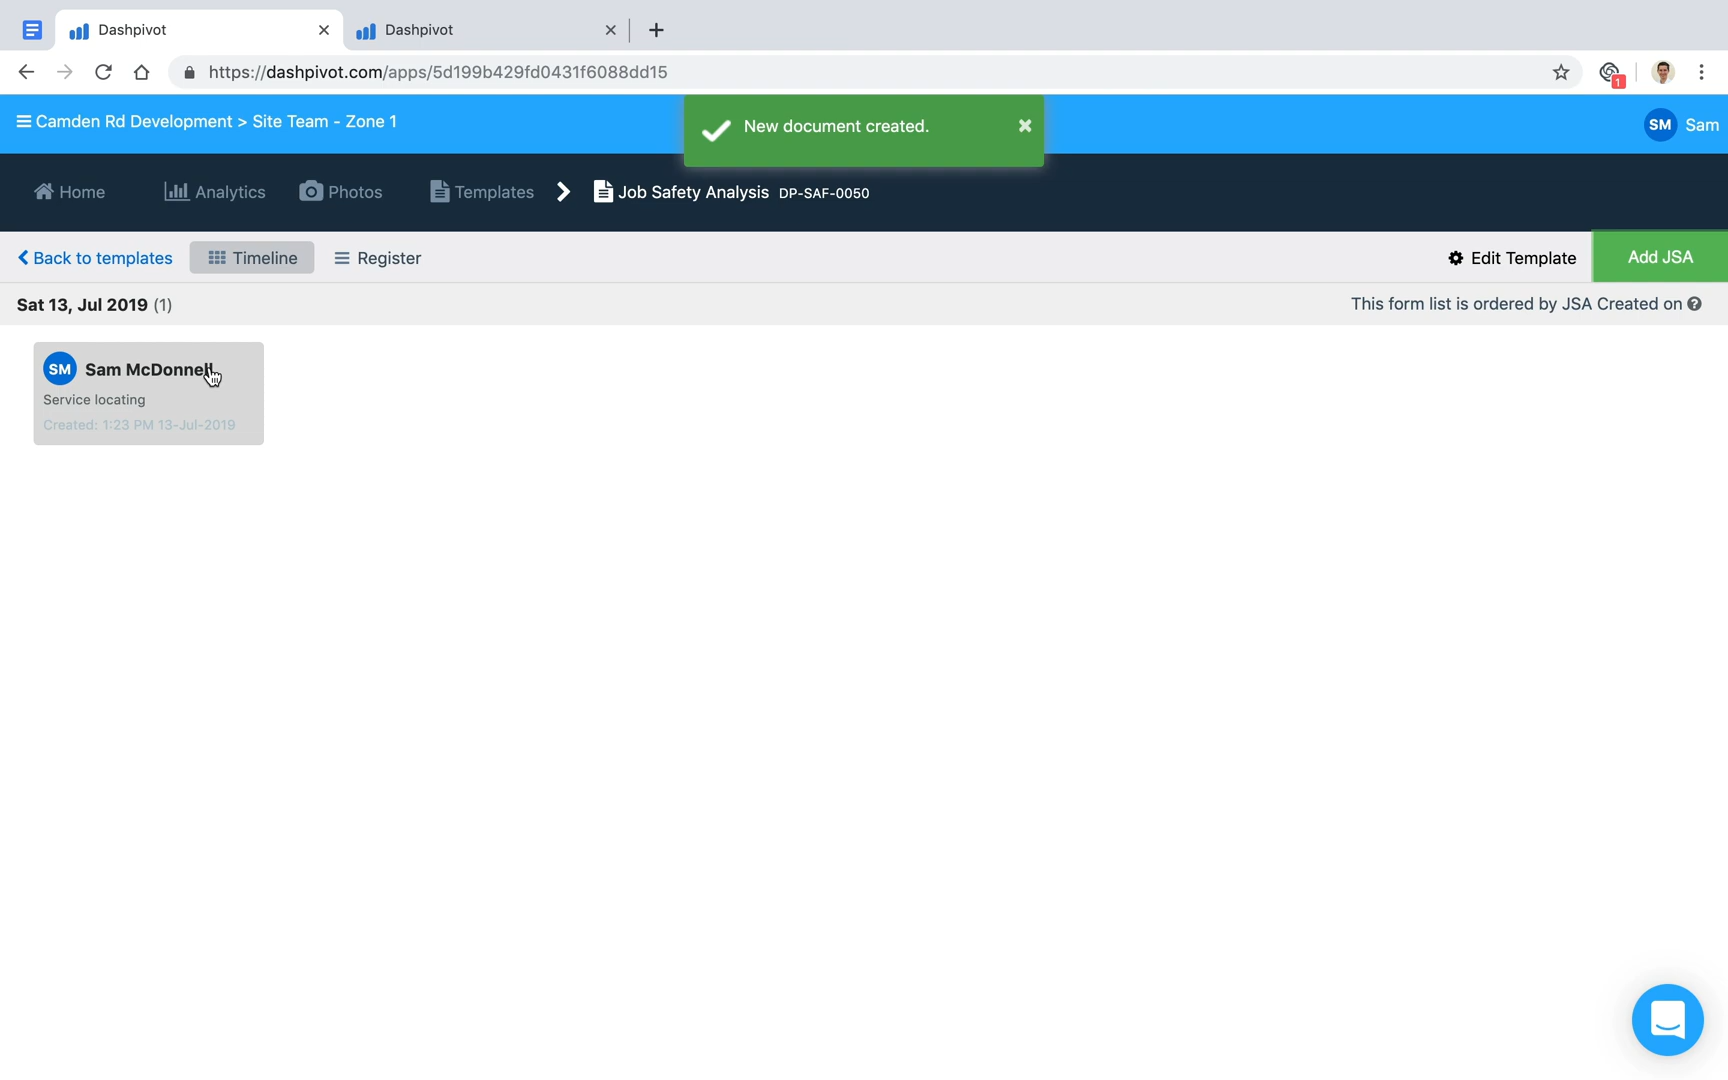 Dashpivot
Dashpivot
https://dashpivot.com/apps/5d199b429fd0431f6088dd15
1
Camden Rd Development > Site Team - Zone 1
New document created.
SM Sam
Home
Analytics
Photos
Templates
Job Safety Analysis DP-SAF-0050
Back to templates
Timeline
Register
Edit Template
Add JSA
Sat 13, Jul 2019 (1)
This form list is ordered by JSA Created on
SM Sam McDonnell
Service locating
Created: 1:23 PM 13-Jul-2019